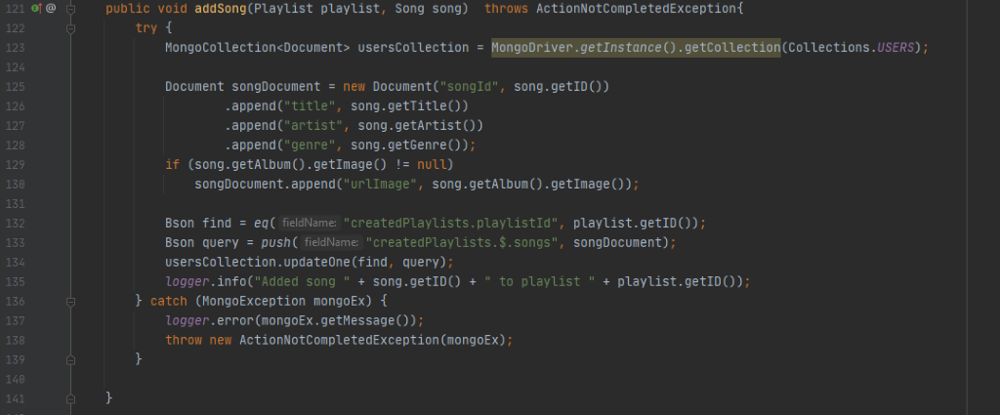 121 @ public void addSong(Playlist playlist, Song song)  throws ActionNotCompletedException{
122 try {
123 MongoCollection<Document> usersCollection = MongoDriver.getInstance().getCollection(Collections.USERS);
124
125 Document songDocument = new Document("songId", song.getID())
126 .append("title", song.getTitle())
127 .append("artist", song.getArtist())
128 .append("genre", song.getGenre());
129 if (song.getAlbum().getImage() != null)
130 songDocument.append("urlImage", song.getAlbum().getImage());
131
132 Bson find = eq( fieldName: "createdPlaylists.playlistId", playlist.getID());
133 Bson query = push( fieldName: "createdPlaylists.$.songs", songDocument);
134 usersCollection.updateOne(find, query);
135 logger.info("Added song " + song.getID() + " to playlist " + playlist.getID());
136 } catch (MongoException mongoEx) {
137 logger.error(mongoEx.getMessage());
138 throw new ActionNotCompletedException(mongoEx);
139 }
140
141 }